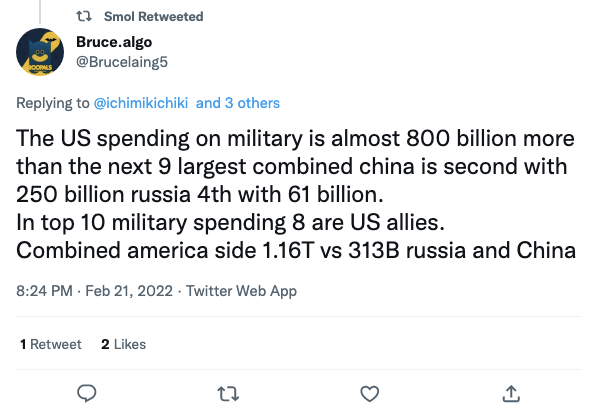 Smol Retweeted
Bruce.algo
@Brucelaing5
Replying to @ichimikichiki and 3 others
The US spending on military is almost 800 billion more
than the next 9 largest combined china is second with
250 billion russia 4th with 61 billion.
In top 10 military spending 8 are US allies.
Combined america side 1.16T vs 313B russia and China
8:24 PM · Feb 21, 2022 · Twitter Web App
1 Retweet 2 Likes